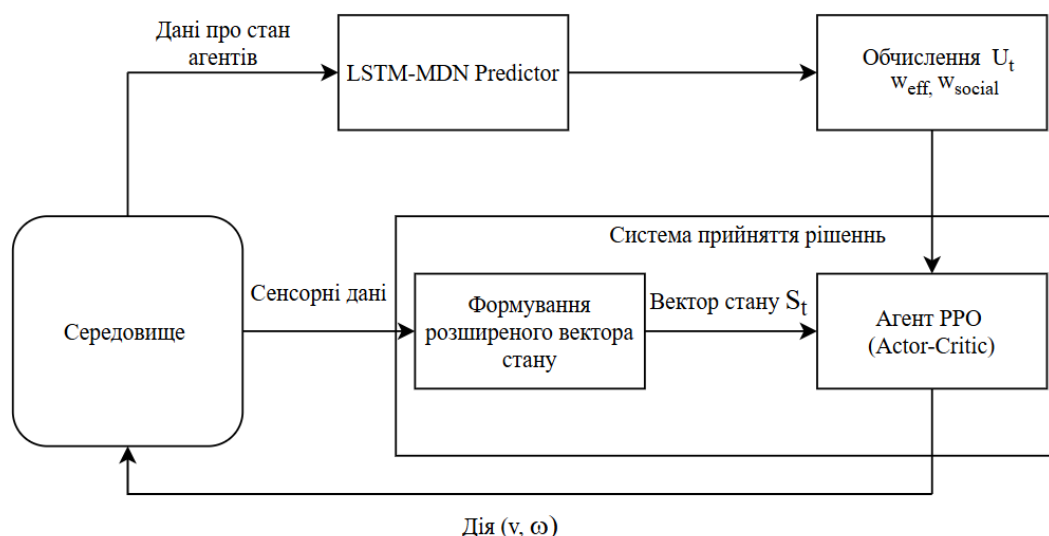 Дані про стан
агентів
LSTM-MDN Predictor
Обчислення U_t
w_eff, w_social
Система прийняття рішеннь
Сенсорні дані
Середовище
Формування
розширеного вектора
стану
Вектор стану S_t
Агент PPO
(Actor-Critic)
Дія (v, ω)